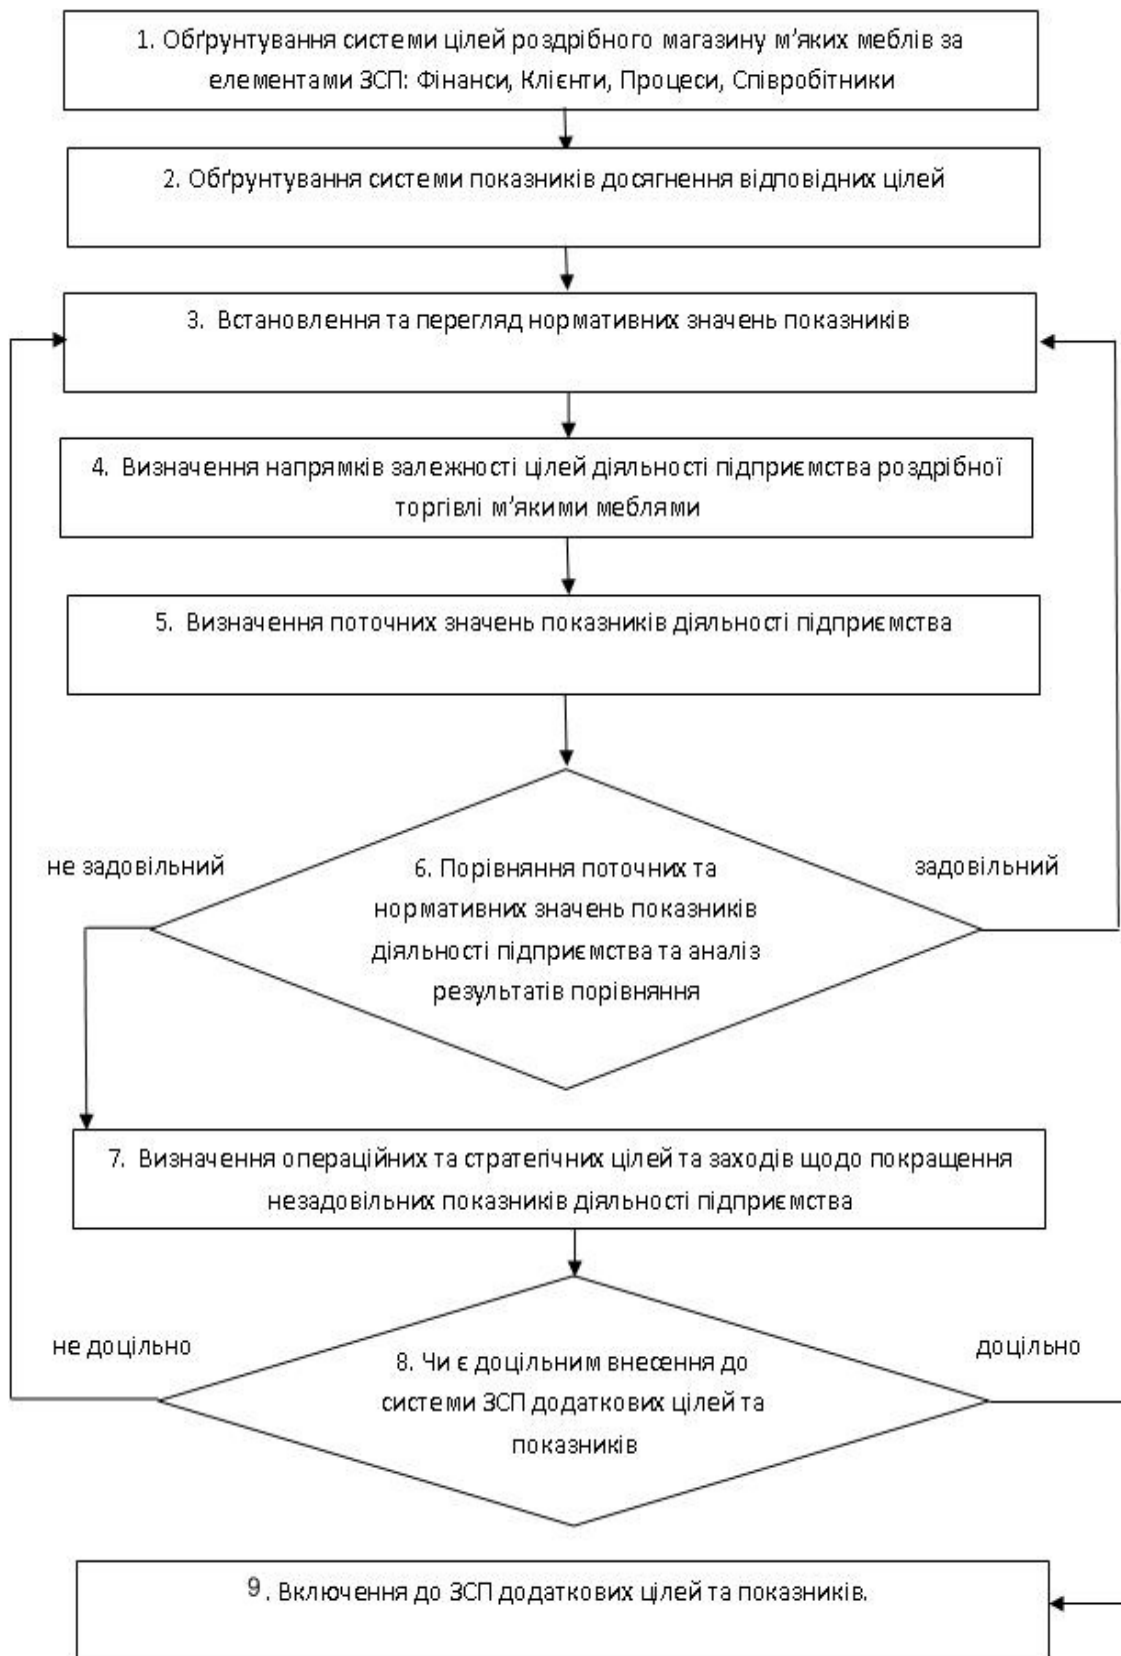 1. Обґрунтування системи цілей роздрібного магазину м’яких меблів за
елементами ЗСП: Фінанси, Клієнти, Процеси, Співробітники
2. Обґрунтування системи показників досягнення відповідних цілей
3. Встановлення та перегляд нормативних значень показників
4. Визначення напрямків залежності цілей діяльності підприємства роздрібної
торгівлі м’якими меблями
5. Визначення поточних значень показників діяльності підприємства
не задовільний
задовільний
6. Порівняння поточних та
нормативних значень показників
діяльності підприємства та аналіз
результатів порівняння
7. Визначення операційних та стратегічних цілей та заходів щодо покращення
незадовільних показників діяльності підприємства
не доцільно
доцільно
8. Чи є доцільним внесення до
системи ЗСП додаткових цілей та
показників
9. Включення до ЗСП додаткових цілей та показників.